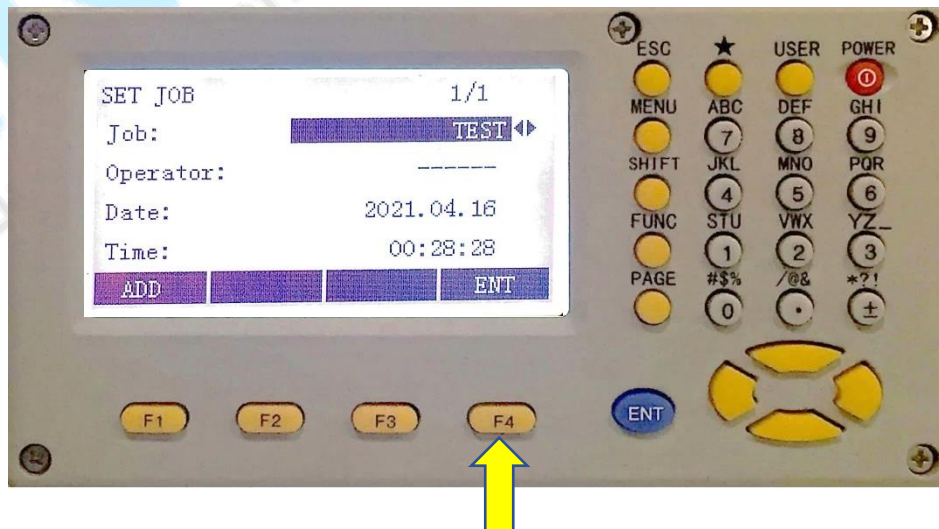 SET JOB 1/1
Job: TEST
Operator: ------
Date: 2021.04.16
Time: 00:28:28
ADD ENT
F1 F2 F3 F4
ESC ★ USER POWER
MENU ABC DEF GHI
7 8 9
SHIFT JKL MNO PQR
4 5 6
FUNC STU VWX YZ_
1 2 3
PAGE #$% /@& *?!
0 · ±
ENT